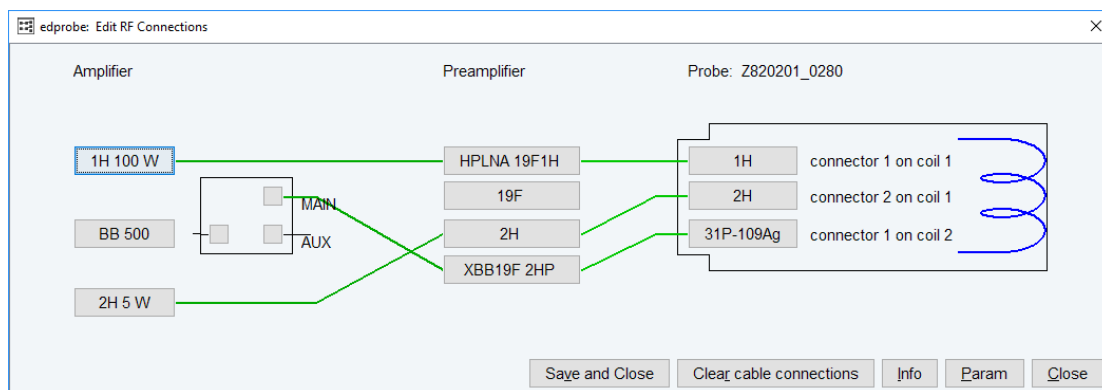 edprobe: Edit RF Connections
Amplifier Preamplifier Probe: Z820201_0280
1H 100 W HPLNA 19F1H 1H connector 1 on coil 1
MAIN 19F 2H connector 2 on coil 1
BB 500 AUX 2H 31P-109Ag connector 1 on coil 2
XBB19F 2HP
2H 5 W
Save and Close Clear cable connections Info Param Close